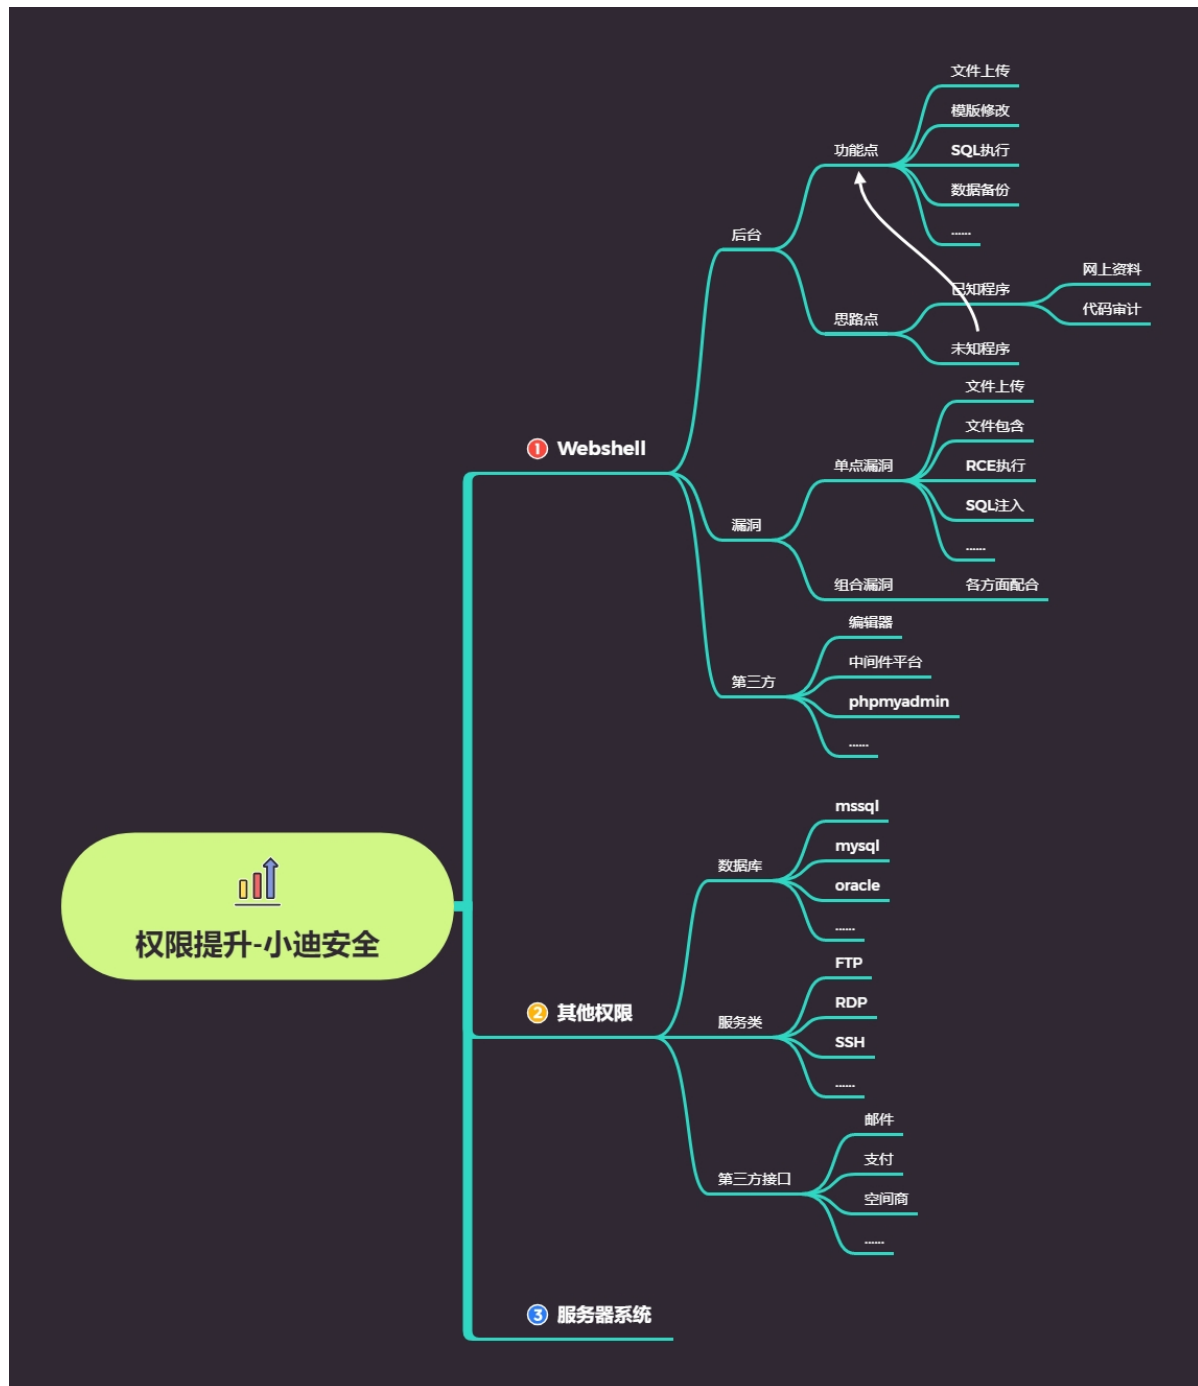 权限提升-小迪安全
1 Webshell
后台
功能点
文件上传
模版修改
SQL执行
数据备份
......
思路点
已知程序
网上资料
代码审计
未知程序
漏洞
单点漏洞
文件上传
文件包含
RCE执行
SQL注入
......
组合漏洞
各方面配合
第三方
编辑器
中间件平台
phpmyadmin
......
2 其他权限
数据库
mssql
mysql
oracle
......
服务类
FTP
RDP
SSH
......
第三方接口
邮件
支付
空间商
......
3 服务器系统